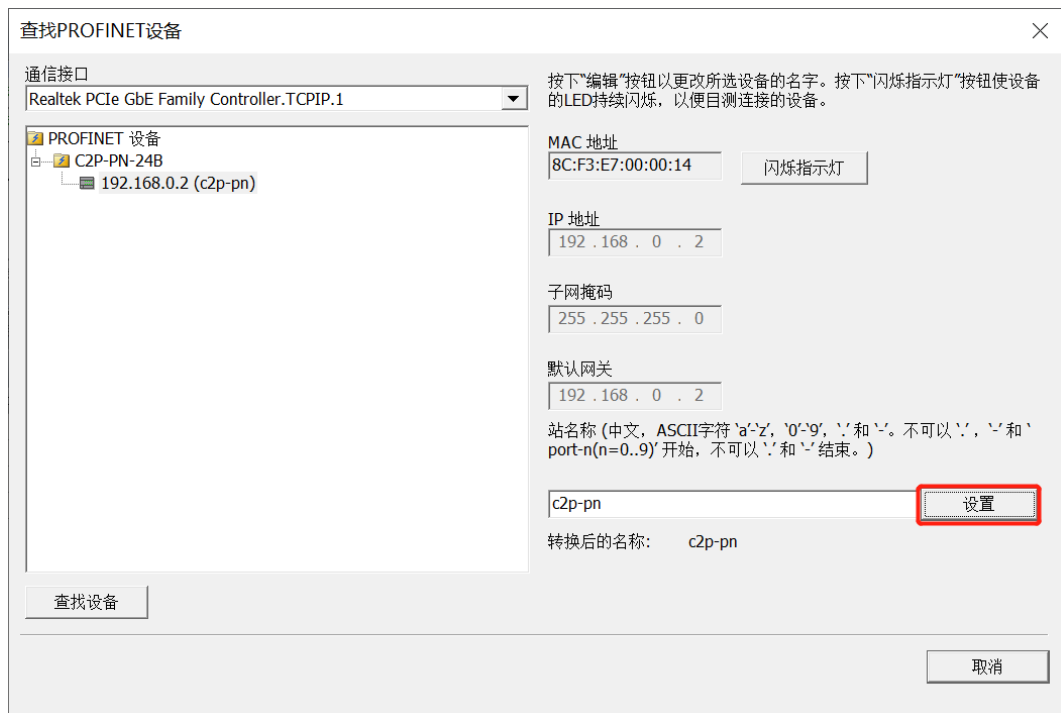 查找PROFINET设备
通信接口
Realtek PCIe GbE Family Controller.TCPIP.1
PROFINET 设备
C2P-PN-24B
192.168.0.2 (c2p-pn)
查找设备
按下“编辑”按钮以更改所选设备的名字。按下“闪烁指示灯”按钮使设备
的LED持续闪烁，以便目测连接的设备。
MAC 地址
8C:F3:E7:00:00:14
闪烁指示灯
IP 地址
192 . 168 . 0 . 2
子网掩码
255 . 255 . 255 . 0
默认网关
192 . 168 . 0 . 2
站名称 (中文，ASCII字符 ‘a’-‘z’，‘0’-‘9’，‘.’ 和 ‘-’。不可以 ‘.’，‘-’ 和 ‘
port-n(n=0..9)’ 开始，不可以 ‘.’ 和 ‘-’ 结束。)
c2p-pn
设置
转换后的名称: c2p-pn
取消